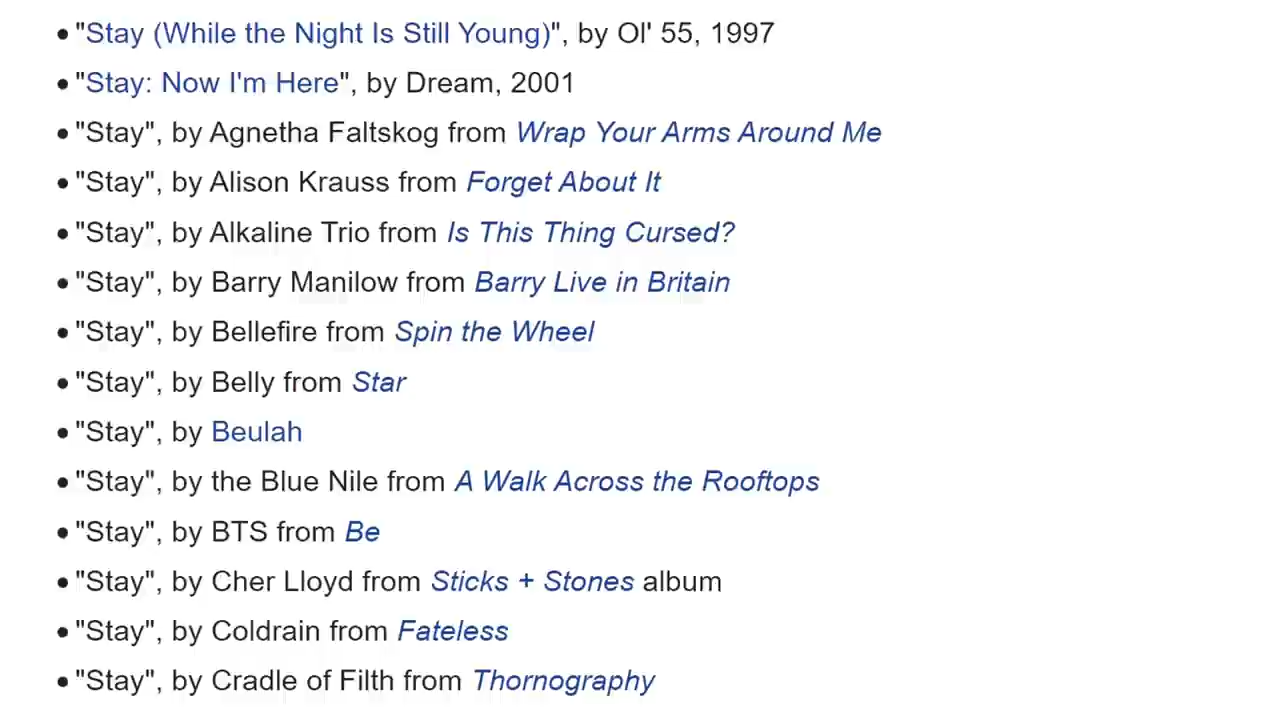 • "Stay (While the Night Is Still Young)", by Ol' 55, 1997
• "Stay: Now I'm Here", by Dream, 2001
• "Stay", by Agnetha Faltskog from Wrap Your Arms Around Me
• "Stay", by Alison Krauss from Forget About It
• "Stay", by Alkaline Trio from Is This Thing Cursed?
• "Stay", by Barry Manilow from Barry Live in Britain
• "Stay", by Bellefire from Spin the Wheel
• "Stay", by Belly from Star
• "Stay", by Beulah
• "Stay", by the Blue Nile from A Walk Across the Rooftops
• "Stay", by BTS from Be
• "Stay", by Cher Lloyd from Sticks + Stones album
• "Stay", by Coldrain from Fateless
• "Stay", by Cradle of Filth from Thornography